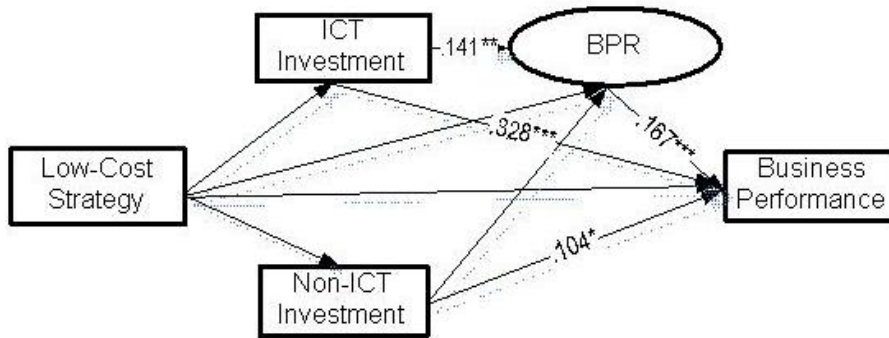 ICT
Investment
.141**
BPR
.328***
.167***
Low-Cost
Strategy
Business
Performance
.104*
Non-ICT
Investment